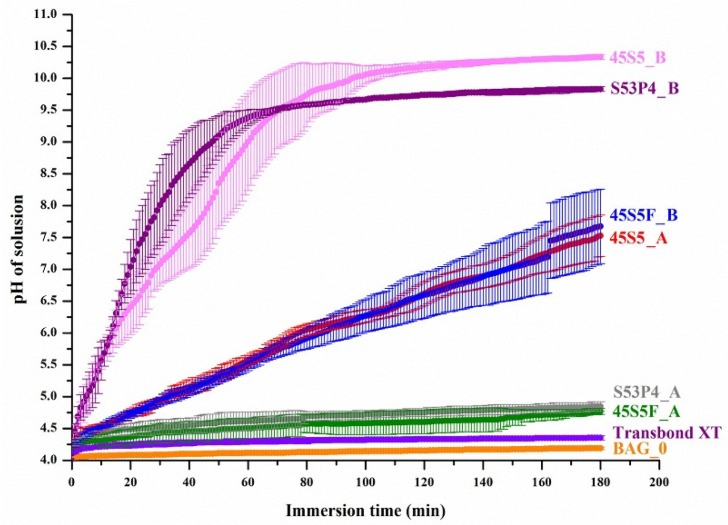 11.0
10.5
10.0
9.5
9.0
8.5
8.0
7.5
7.0
6.5
6.0
5.5
5.0
4.5
4.0
pH of solusion
45S5_B
S53P4_B
45S5F_B
45S5_A
S53P4_A
45S5F_A
Transbond XT
BAG_0
0 20 40 60 80 100 120 140 160 180 200
Immersion time (min)